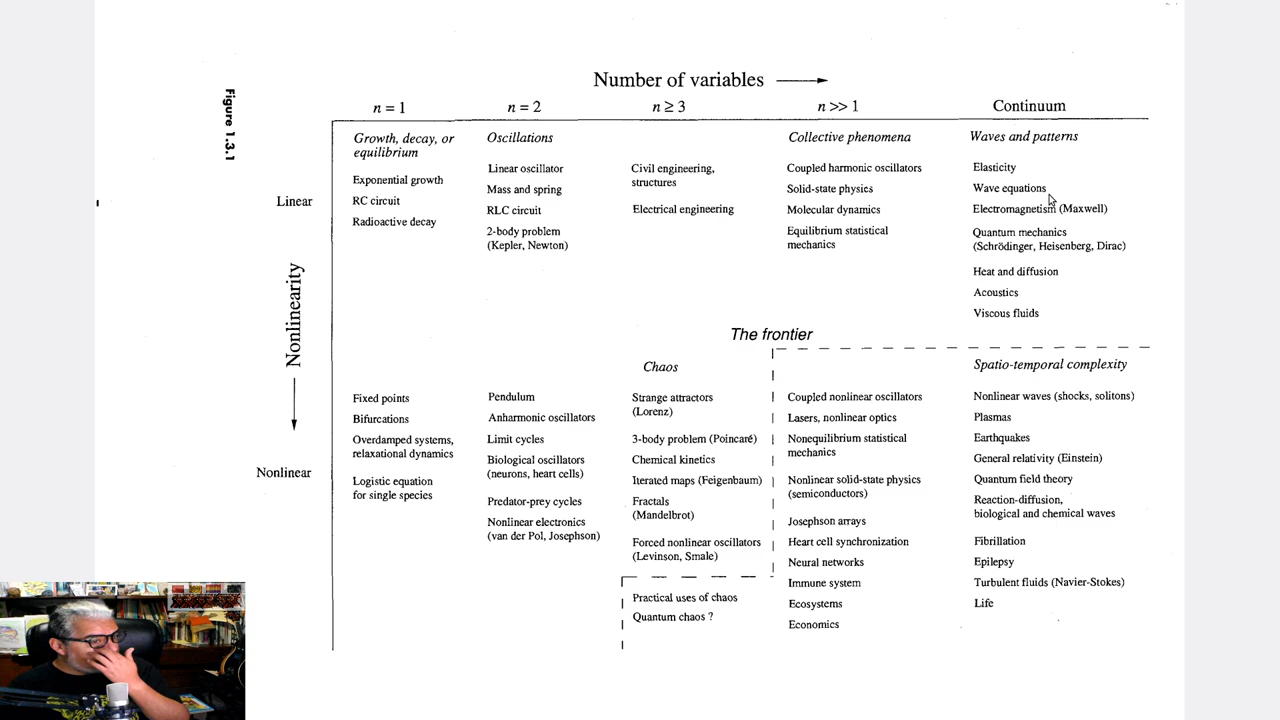 Number of variables
n = 1
n = 2
n ≥ 3
n >> 1
Continuum
Figure 1.3.1
Linear
Nonlinearity
Nonlinear
Growth, decay, or
equilibrium
Exponential growth
RC circuit
Radioactive decay
Oscillations
Linear oscillator
Mass and spring
RLC circuit
2-body problem
(Kepler, Newton)
Civil engineering,
structures
Electrical engineering
Collective phenomena
Coupled harmonic oscillators
Solid-state physics
Molecular dynamics
Equilibrium statistical
mechanics
Waves and patterns
Elasticity
Wave equations
Electromagnetism (Maxwell)
Quantum mechanics
(Schrödinger, Heisenberg, Dirac)
Heat and diffusion
Acoustics
Viscous fluids
The frontier
Fixed points
Bifurcations
Overdamped systems,
relaxational dynamics
Logistic equation
for single species
Pendulum
Anharmonic oscillators
Limit cycles
Biological oscillators
(neurons, heart cells)
Predator-prey cycles
Nonlinear electronics
(van der Pol, Josephson)
Chaos
Strange attractors
(Lorenz)
3-body problem (Poincaré)
Chemical kinetics
Iterated maps (Feigenbaum)
Fractals
(Mandelbrot)
Forced nonlinear oscillators
(Levinson, Smale)
Practical uses of chaos
Quantum chaos ?
Coupled nonlinear oscillators
Lasers, nonlinear optics
Nonequilibrium statistical
mechanics
Nonlinear solid-state physics
(semiconductors)
Josephson arrays
Heart cell synchronization
Neural networks
Immune system
Ecosystems
Economics
Spatio-temporal complexity
Nonlinear waves (shocks, solitons)
Plasmas
Earthquakes
General relativity (Einstein)
Quantum field theory
Reaction-diffusion,
biological and chemical waves
Fibrillation
Epilepsy
Turbulent fluids (Navier-Stokes)
Life